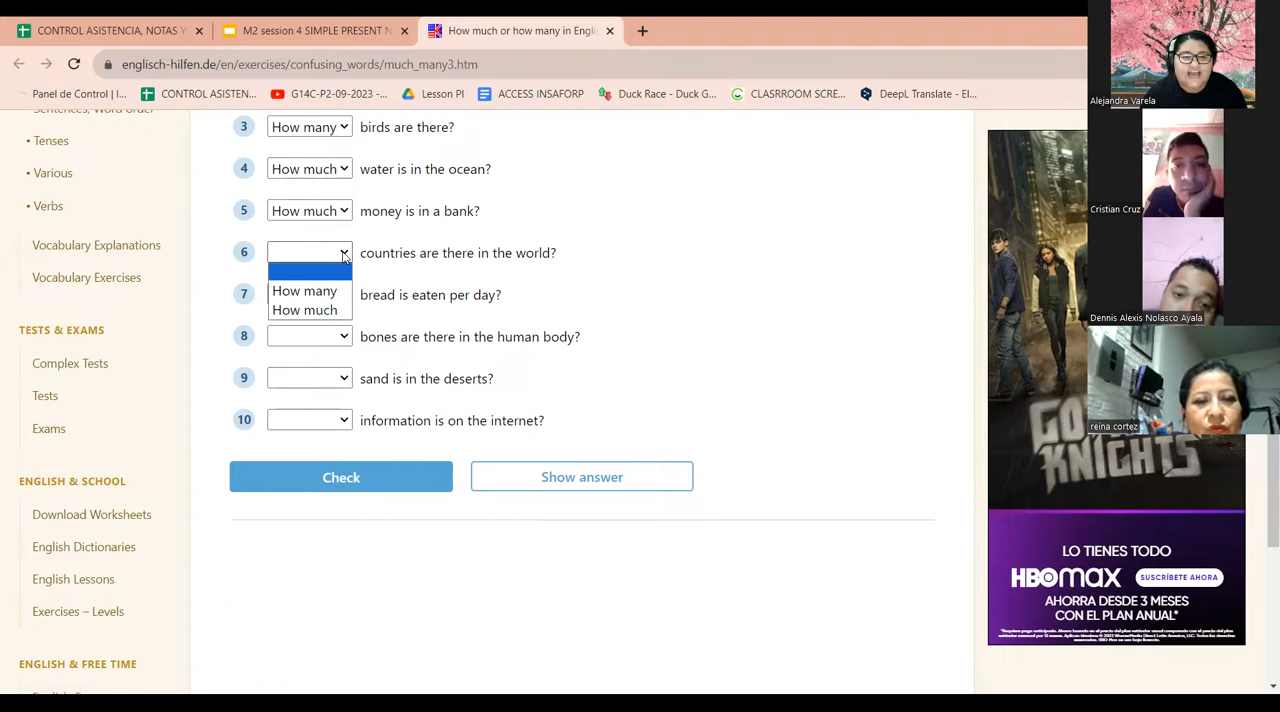 CONTROL ASISTENCIA, NOTAS Y
M2 session 4 SIMPLE PRESENT N
How much or how many in Engli
englisch-hilfen.de/en/exercises/confusing_words/much_many3.htm
Panel de Control | I...
CONTROL ASISTEN...
G14C-P2-09-2023 -...
Lesson PI
ACCESS INSAFORP
Duck Race - Duck G...
CLASRROOM SCRE...
DeepL Translate - El...
Alejandra Varela
Cristian Cruz
Dennis Alexis Nolasco Ayala
reina cortez
Sentences, Word Order
• Tenses
• Various
• Verbs
Vocabulary Explanations
Vocabulary Exercises
TESTS & EXAMS
Complex Tests
Tests
Exams
ENGLISH & SCHOOL
Download Worksheets
English Dictionaries
English Lessons
Exercises – Levels
ENGLISH & FREE TIME
3 How many birds are there?
4 How much water is in the ocean?
5 How much money is in a bank?
6 countries are there in the world?
How many
How much
7 bread is eaten per day?
8 bones are there in the human body?
9 sand is in the deserts?
10 information is on the internet?
Check
Show answer
GO
KNIGHTS
LO TIENES TODO
HBOMAX
SUSCRÍBETE AHORA
AHORRA DESDE 3 MESES
CON EL PLAN ANUAL*